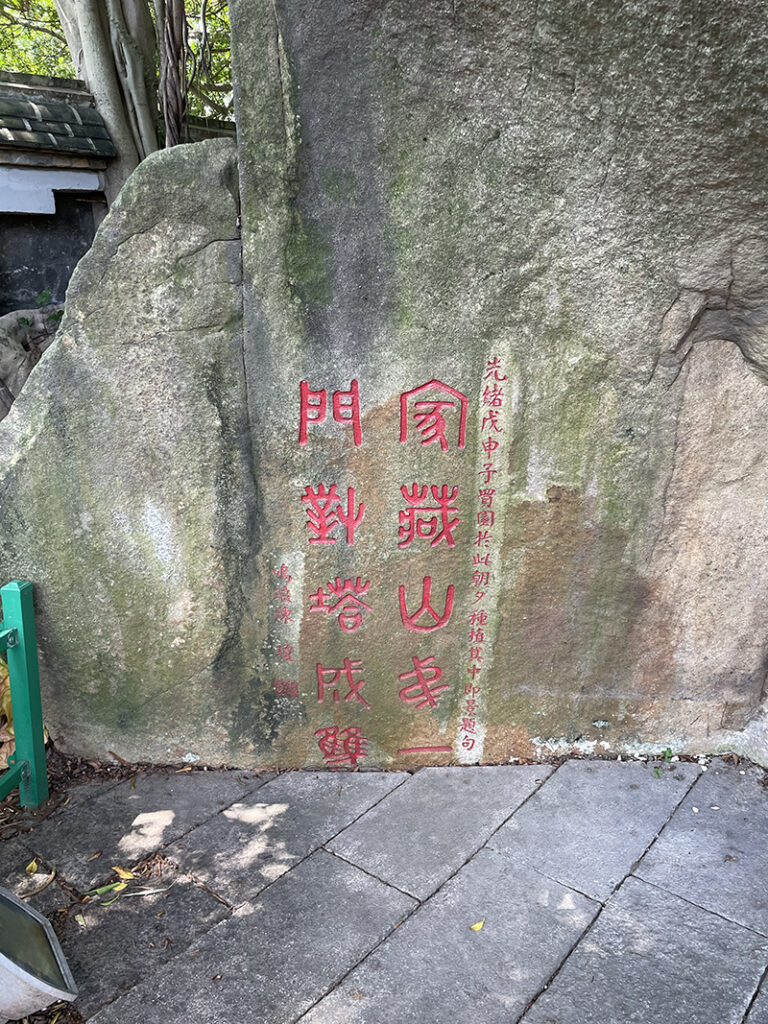 光緒戊申予買園於此朝夕種植其中即景題句
家藏山弟一
門對塔成雙